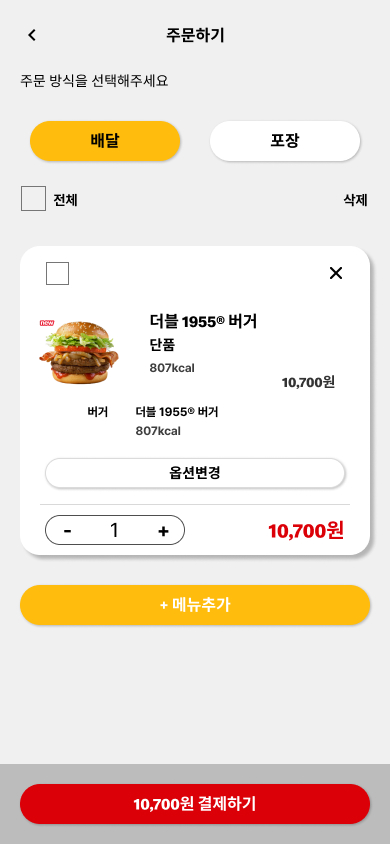 주문하기
주문 방식을 선택해주세요
배달
포장
전체
삭제
new
더블 1955® 버거
단품
807kcal
10,700원
버거
더블 1955® 버거
807kcal
옵션변경
- 1 +
10,700원
+ 메뉴추가
10,700원 결제하기